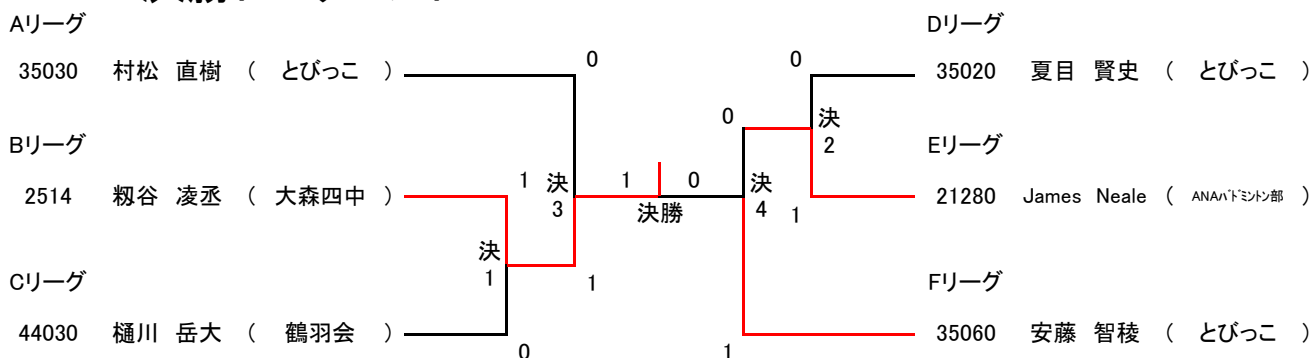 Aリーグ
35030 村松 直樹 ( とびっこ )
Bリーグ
2514 籾谷 凌丞 ( 大森四中 )
Cリーグ
44030 樋川 岳大 ( 鶴羽会 )
0
1 決3
決1
1
0
1 0
決勝
0
0
決2
決4
1
1
Dリーグ
35020 夏目 賢史 ( とびっこ )
Eリーグ
21280 James Neale ( ANAバドミントン部 )
Fリーグ
35060 安藤 智稜 ( とびっこ )